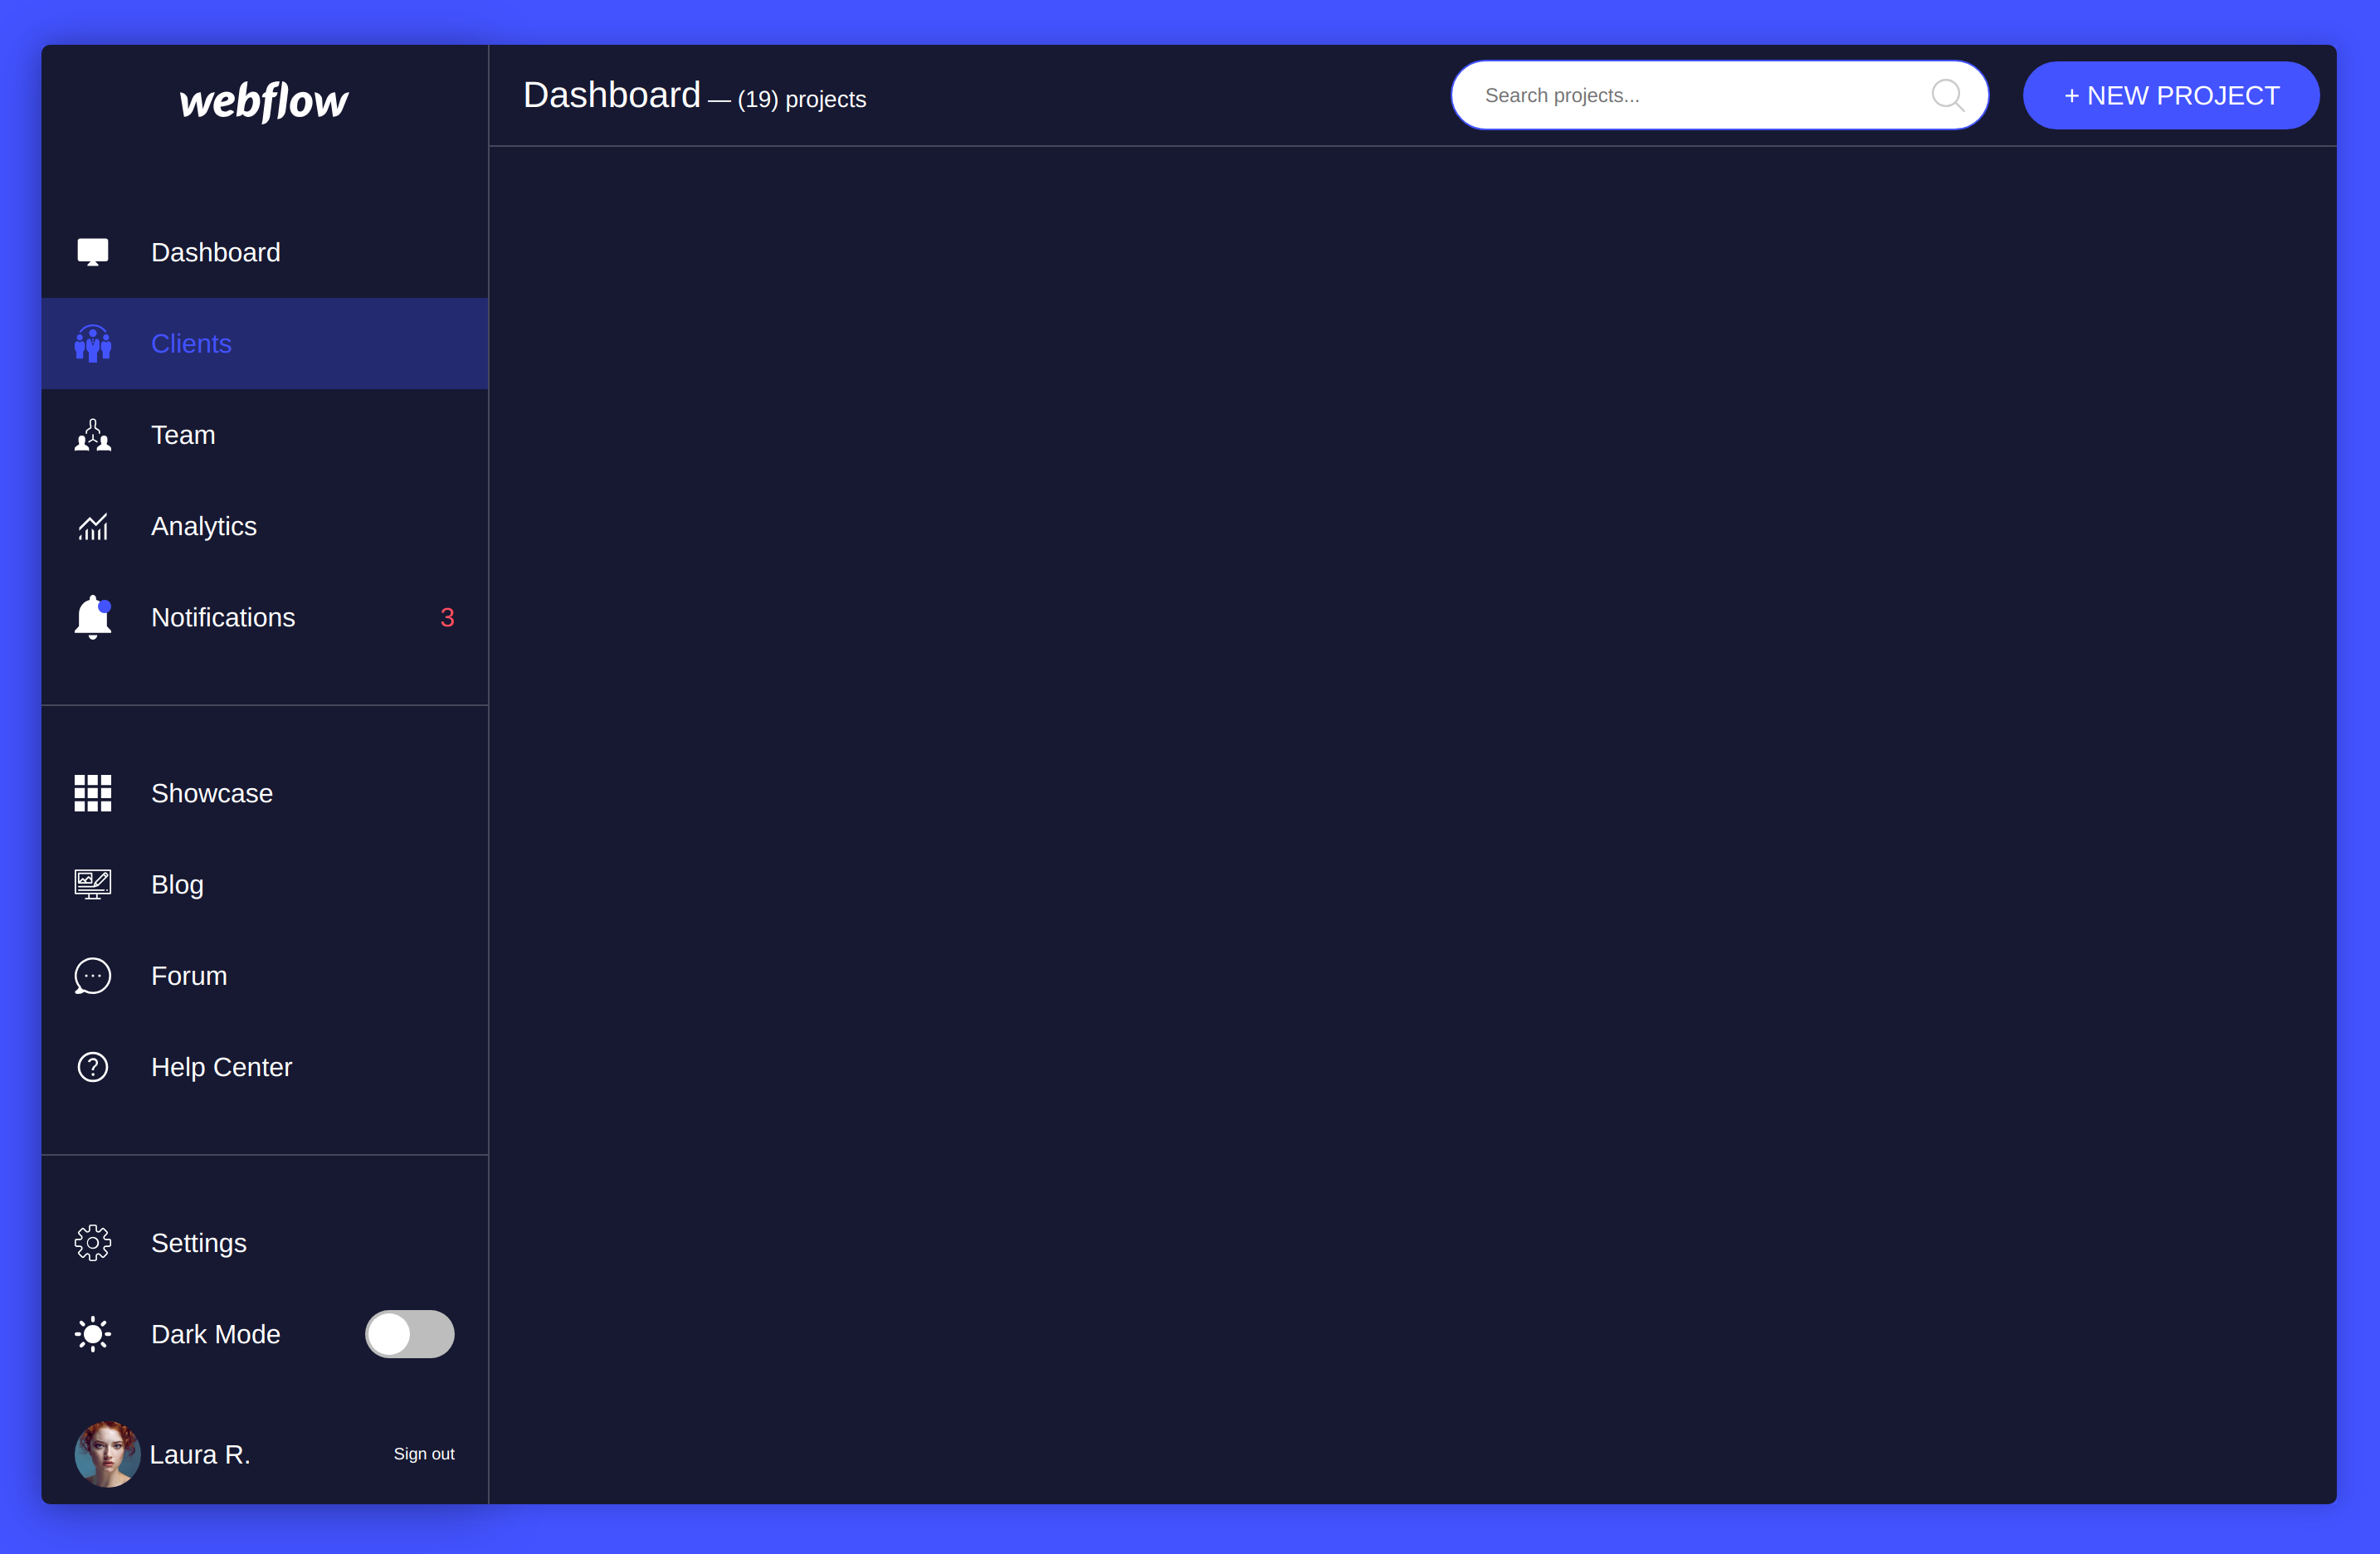 webflow
Dashboard — (19) projects
Search projects...
+ NEW PROJECT
Dashboard
Clients
Team
Analytics
Notifications 3
Showcase
Blog
Forum
Help Center
Settings
Dark Mode
Laura R. Sign out